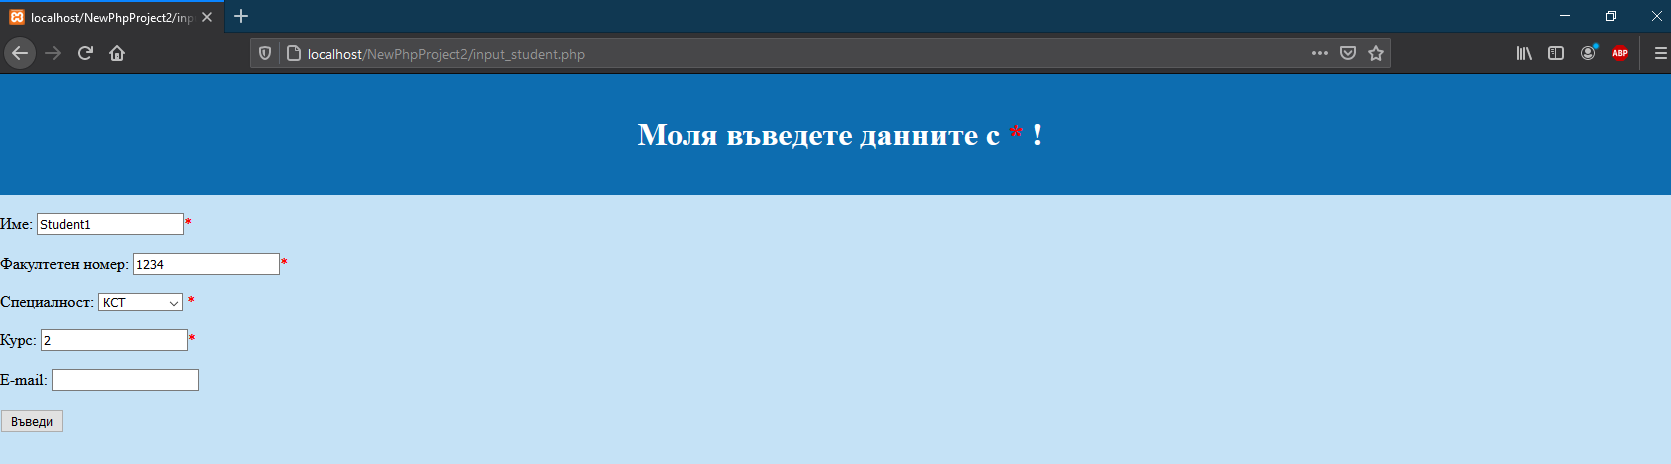 localhost/NewPhpProject2/inp
localhost/NewPhpProject2/input_student.php
ABP
Моля въведете данните с * !
Име: Student1*
Факултетен номер: 1234*
Специалност: КСТ *
Курс: 2*
E-mail:
Въведи